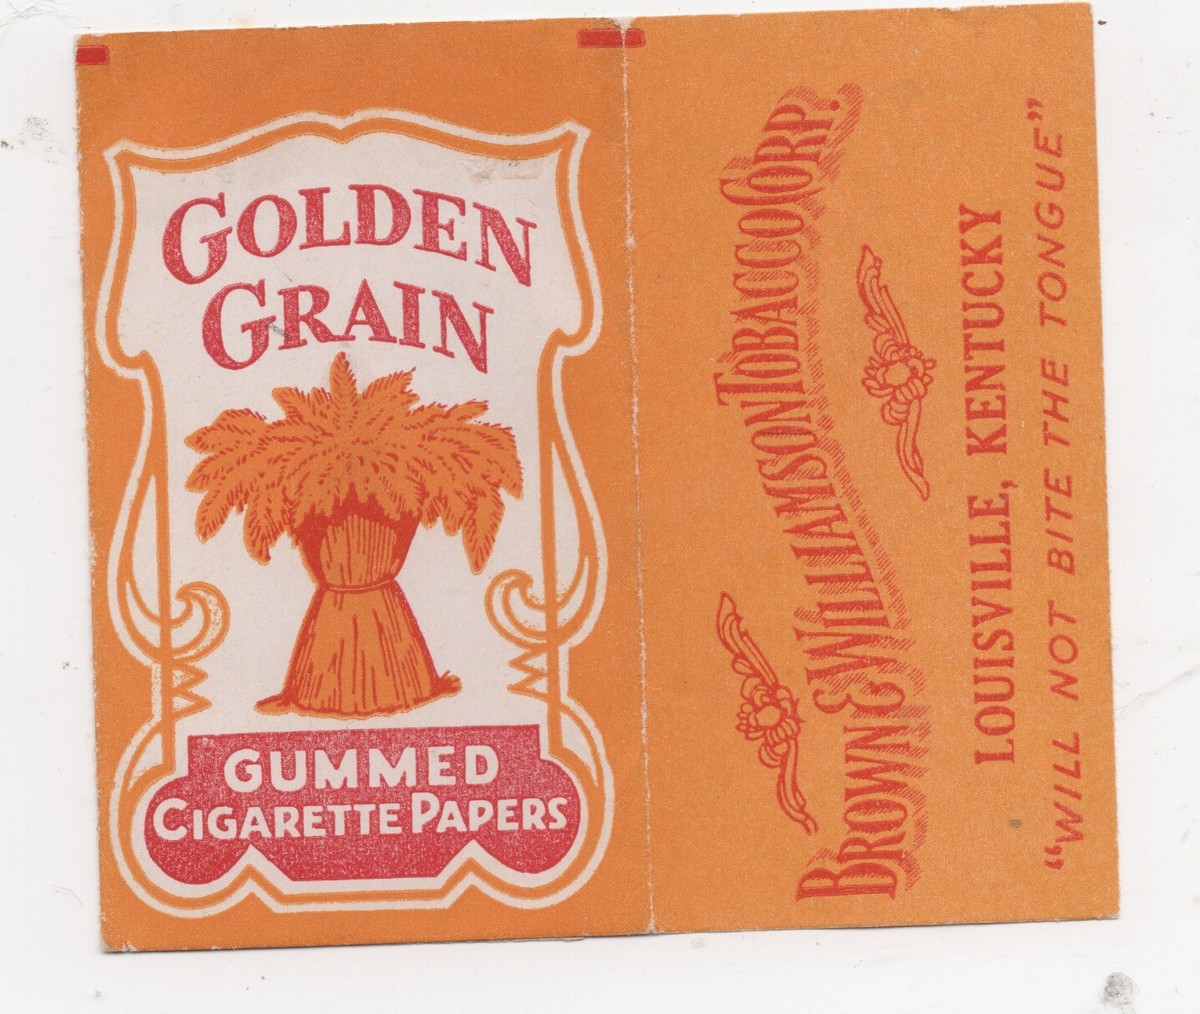 GOLDEN
GRAIN
GUMMED
CIGARETTE PAPERS
BROWN & WILLIAMSON TOBACCO CORP.
LOUISVILLE, KENTUCKY
"WILL NOT BITE THE TONGUE"